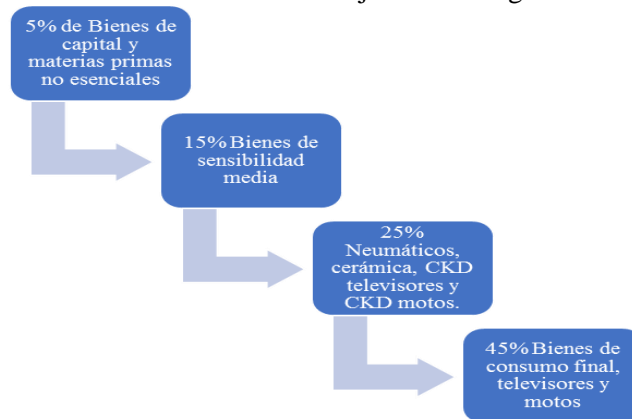 5% de Bienes de
capital y
materias primas
no esenciales
15% Bienes de
sensibilidad
media
25%
Neumáticos,
cerámica, CKD
televisores y
CKD motos.
45% Bienes de
consumo final,
televisores y
motos